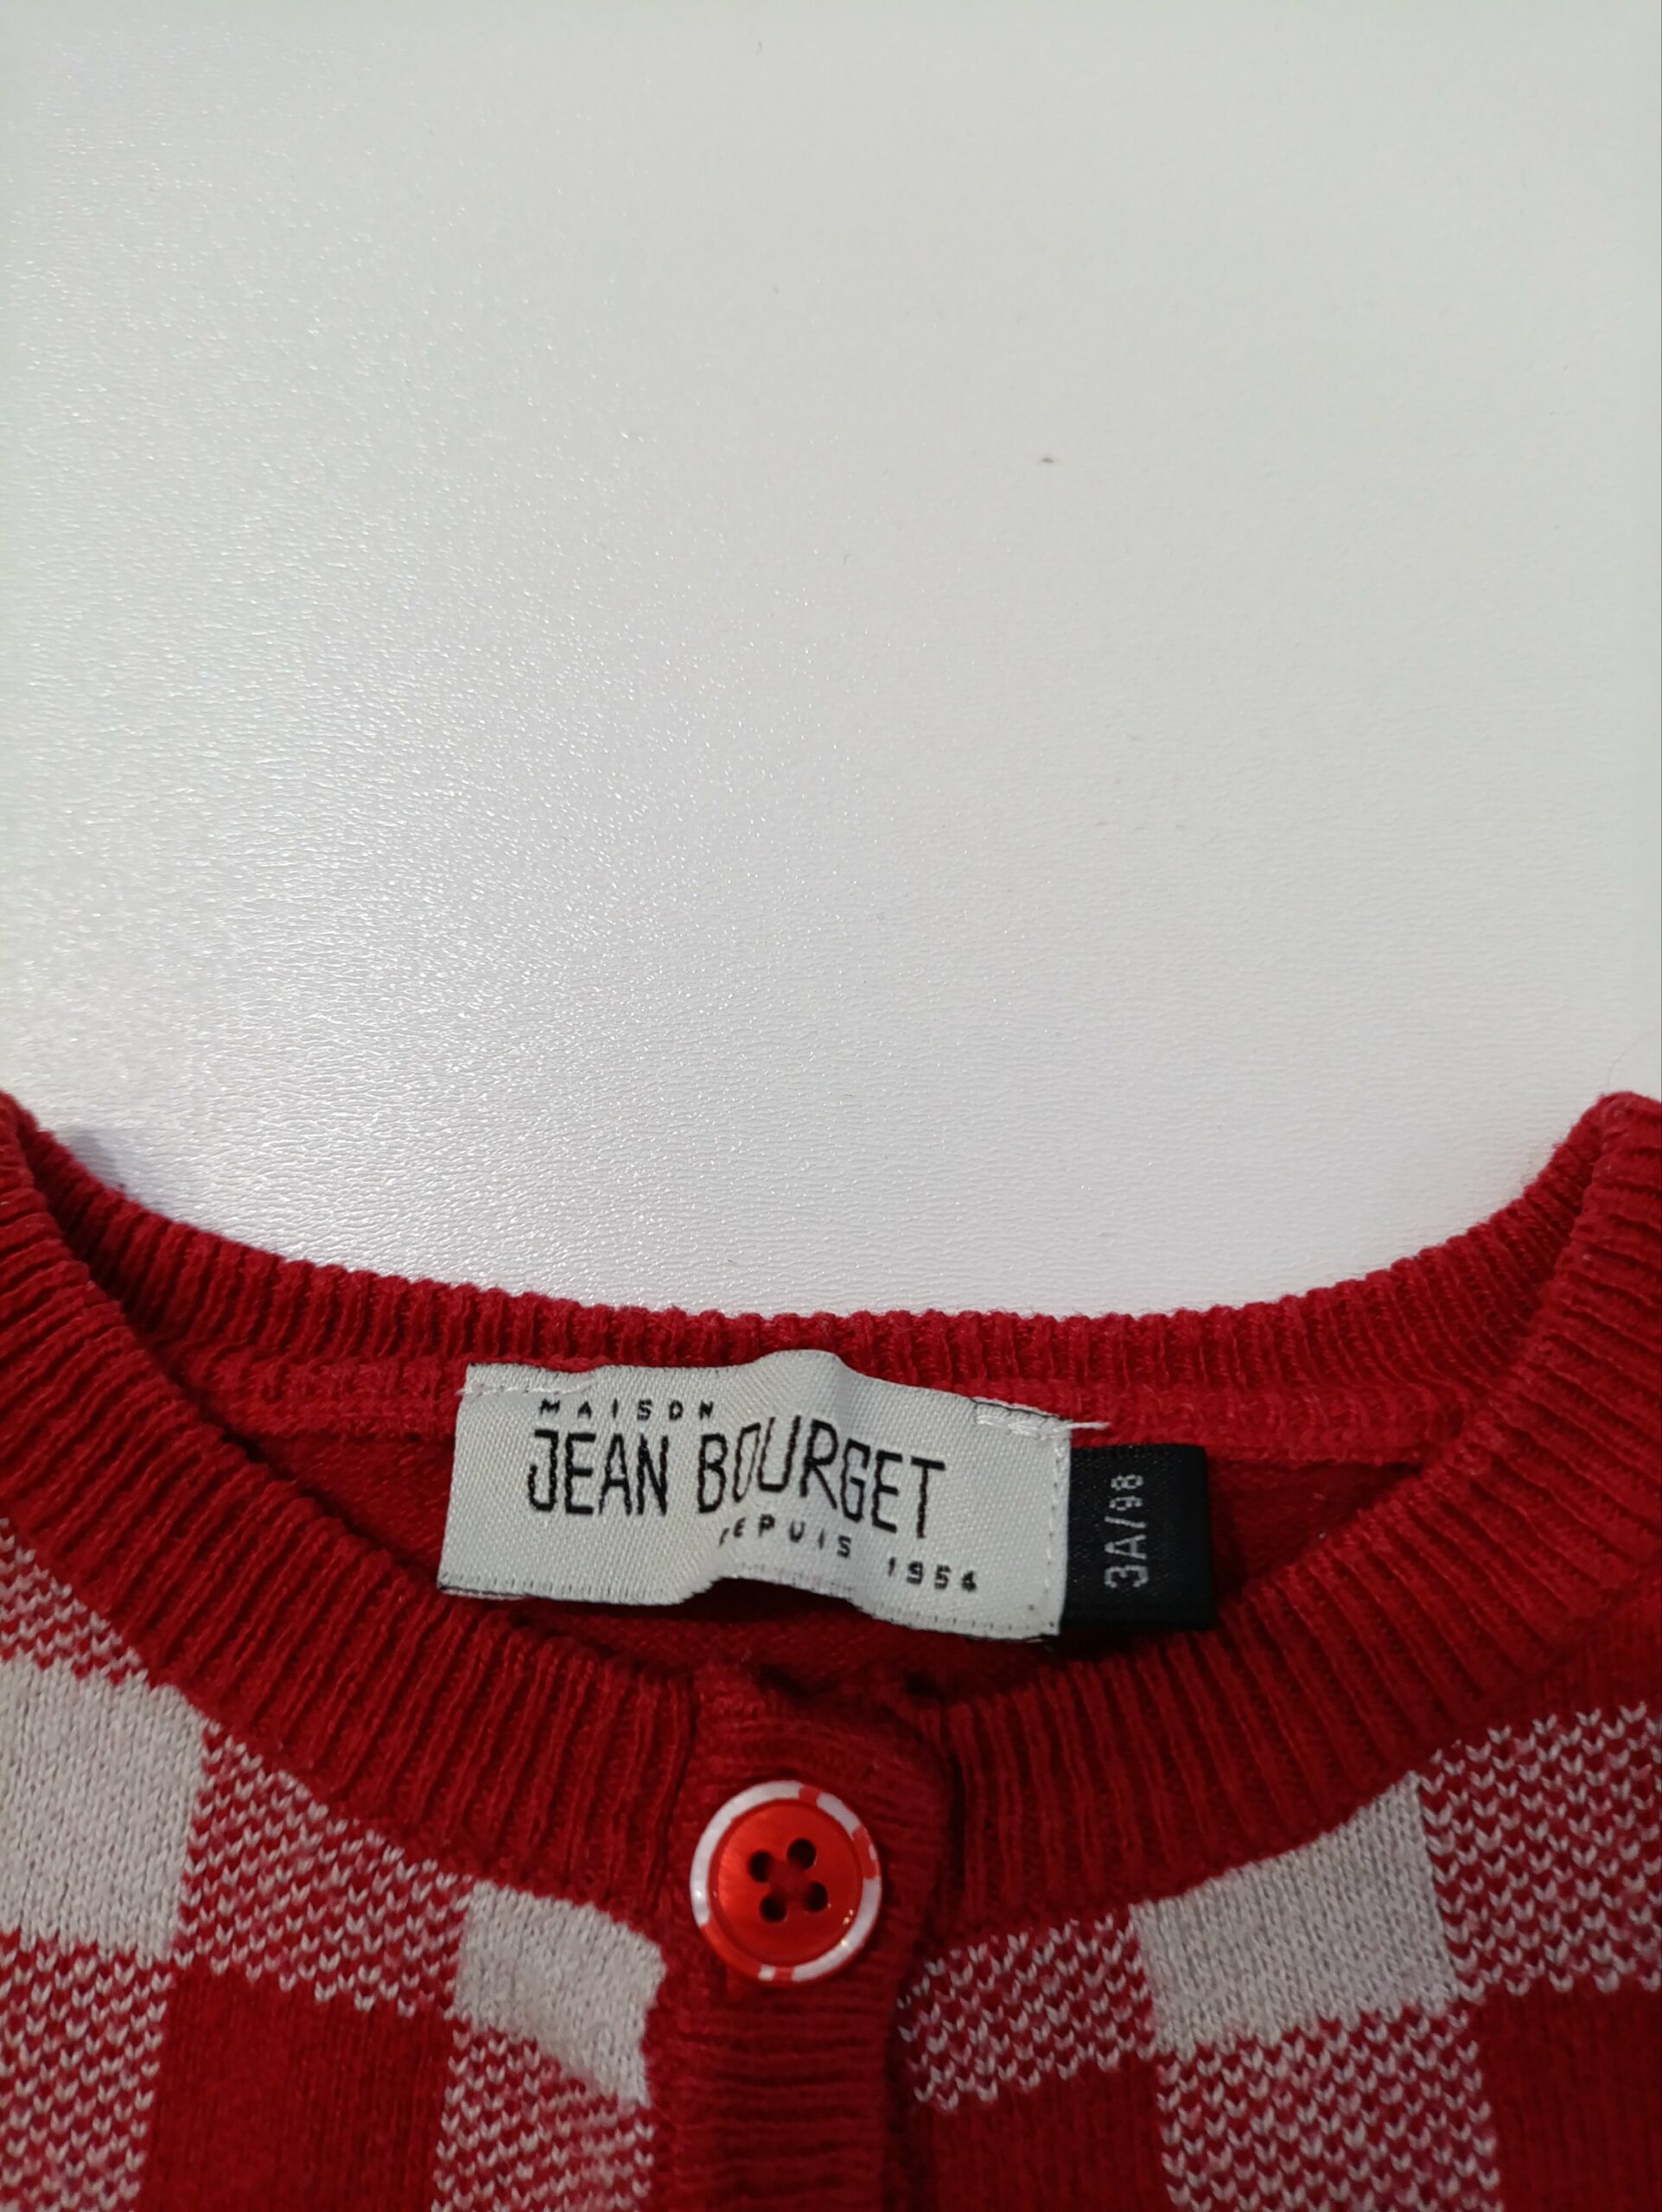 MAISON
JEAN BOURGET
DEPUIS 1954
3A/98